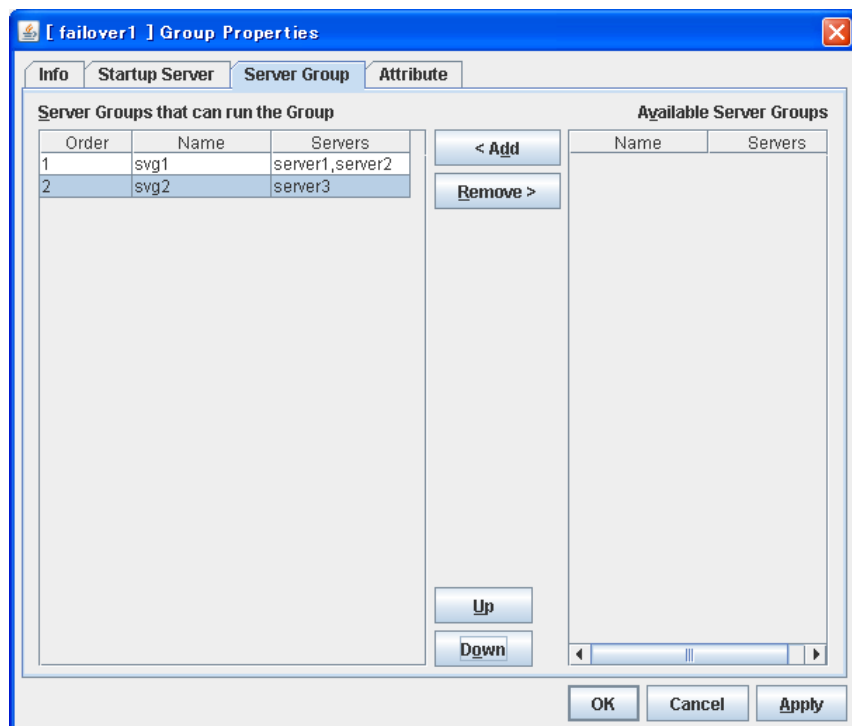 [ failover1 ] Group Properties
Info Startup Server Server Group Attribute
Server Groups that can run the Group
Available Server Groups
Order Name Servers
1 svg1 server1,server2
2 svg2 server3
< Add
Remove >
Name Servers
Up
Down
OK Cancel Apply